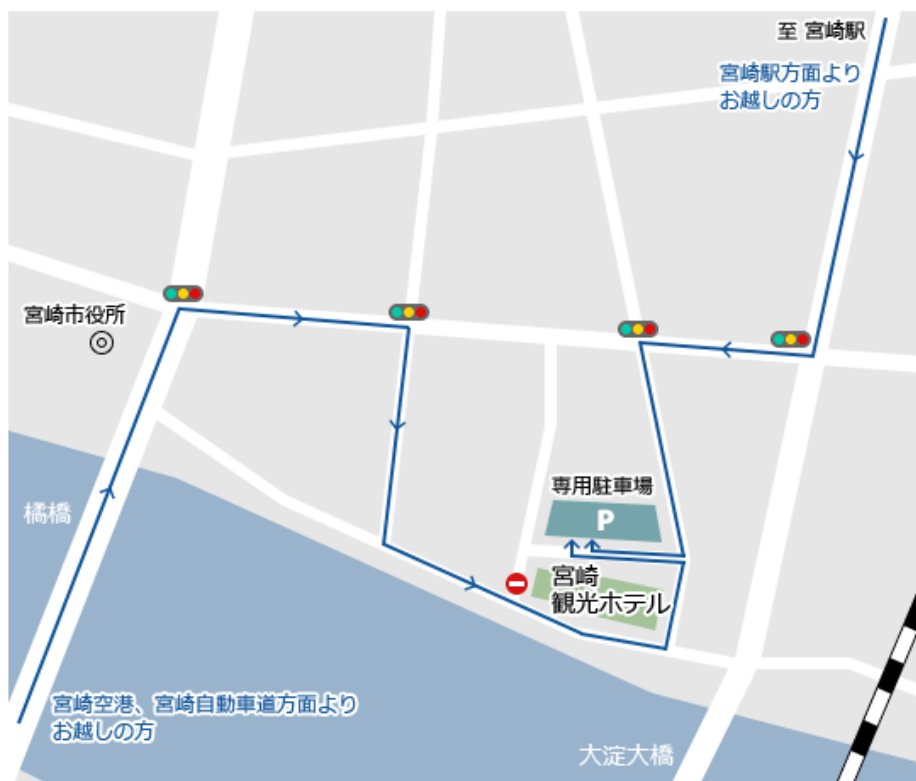 至 宮崎駅
宮崎駅方面より
お越しの方
宮崎市役所
専用駐車場
P
橘橋
宮崎
観光ホテル
宮崎空港、宮崎自動車道方面より
お越しの方
大淀大橋